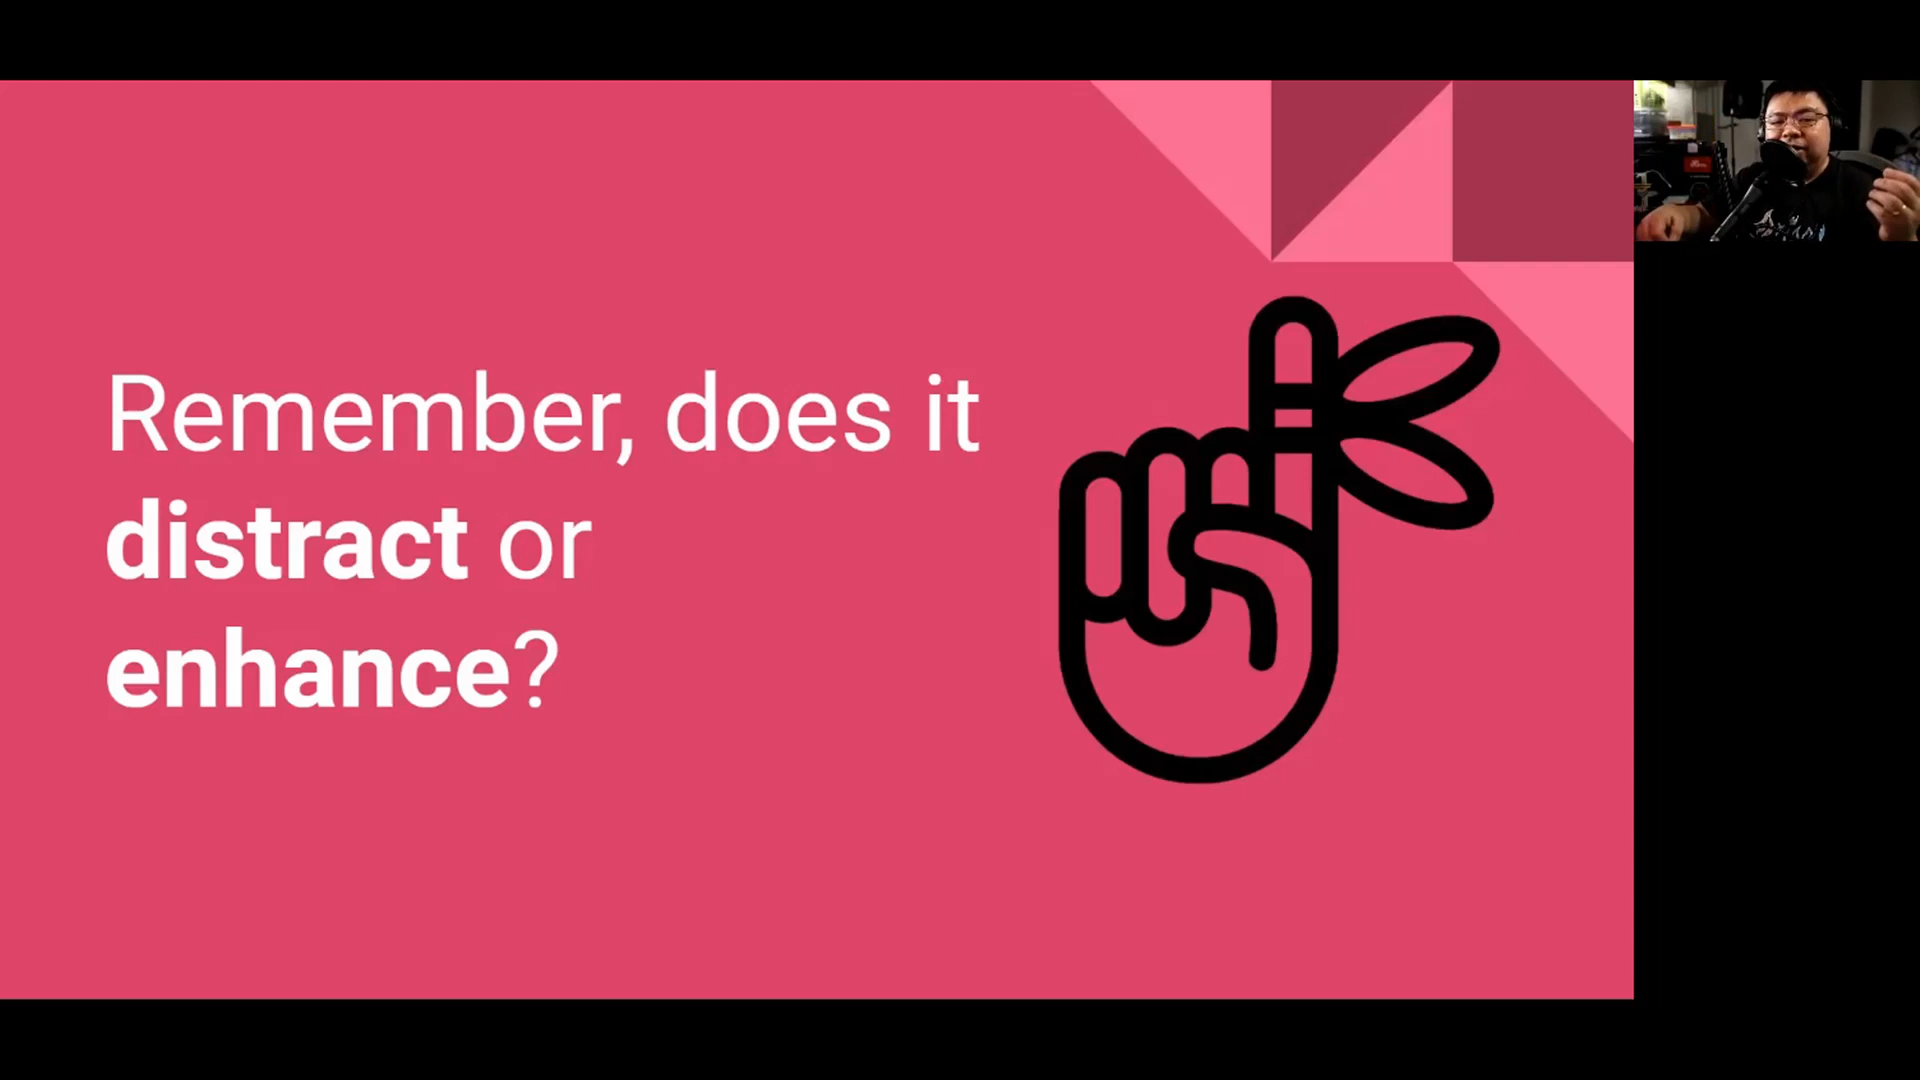 Remember, does it
distract or
enhance?